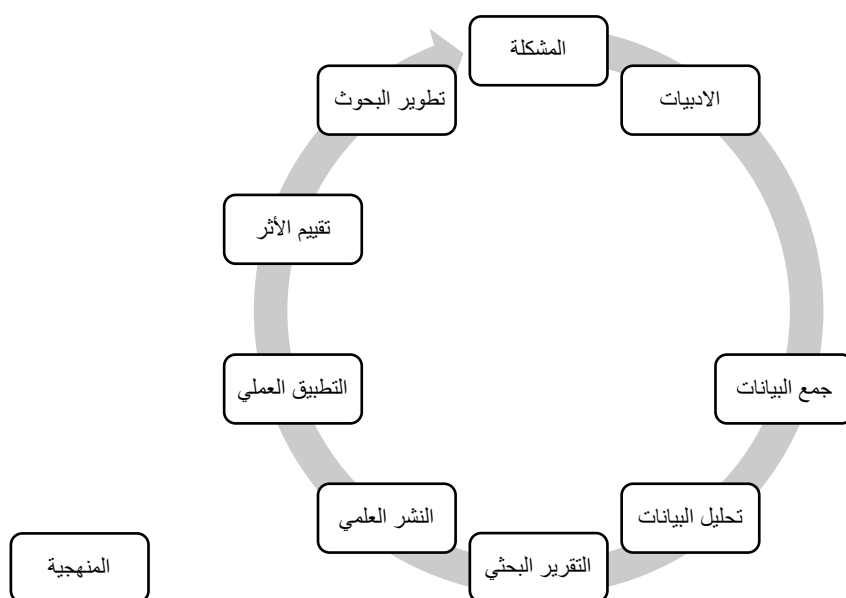 المشكلة
الادبيات
جمع البيانات
تحليل البيانات
التقرير البحثي
النشر العلمي
التطبيق العملي
تقييم الأثر
تطوير البحوث
المنهجية